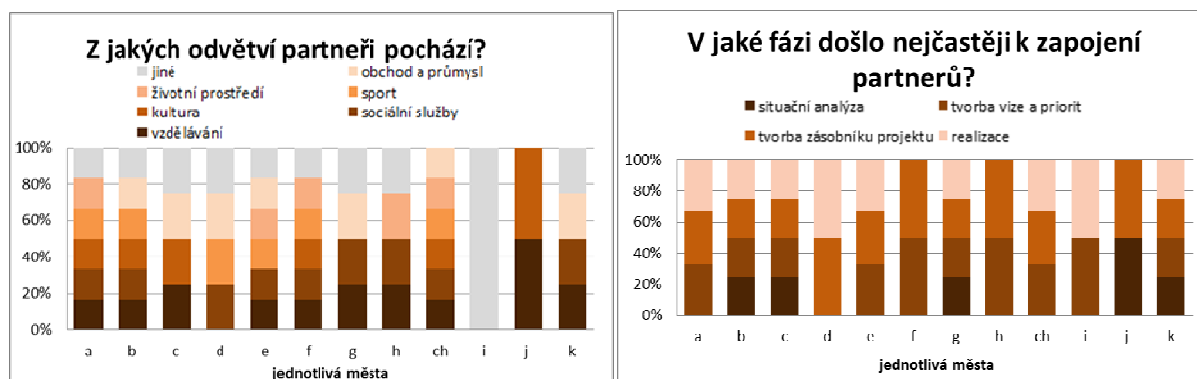 Z jakých odvětví partneři pochází?
jiné
obchod a průmysl
životní prostředí
sport
kultura
sociální služby
vzdělávání
100%
80%
60%
40%
20%
0%
a b c d e f g h ch i j k
jednotlivá města
V jaké fázi došlo nejčastěji k zapojení
partnerů?
situační analýza
tvorba vize a priorit
tvorba zásobníku projektu
realizace
100%
80%
60%
40%
20%
0%
a b c d e f g h ch i j k
jednotlivá města